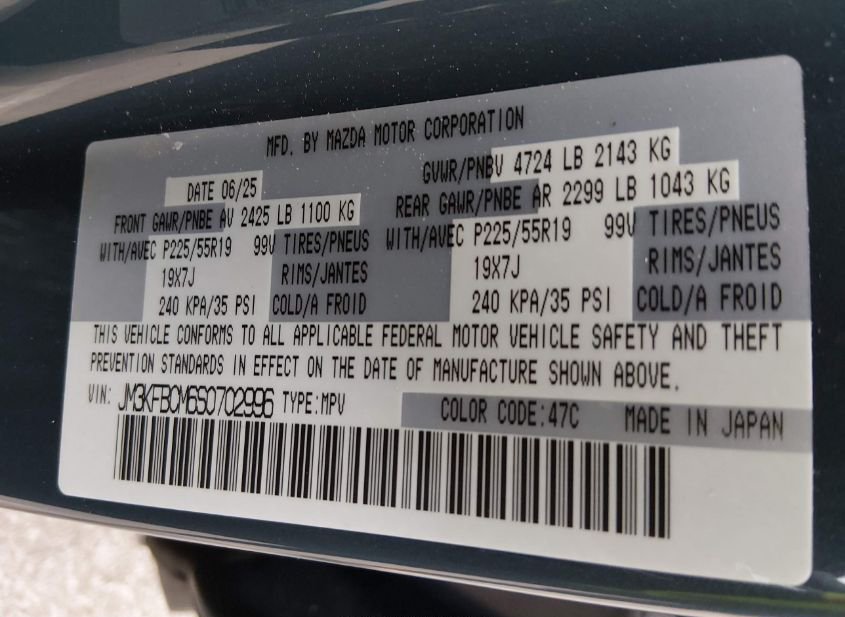 MFD. BY MAZDA MOTOR CORPORATION
DATE 06/25
GVWR/PNBV 4724 LB 2143 KG
FRONT GAWR/PNBE AV 2425 LB 1100 KG
REAR GAWR/PNBE AR 2299 LB 1043 KG
WITH/AVEC P225/55R19 99V TIRES/PNEUS WITH/AVEC P225/55R19 99V TIRES/PNEUS
19X7J RIMS/JANTES 19X7J RIMS/JANTES
240 KPA/35 PSI COLD/A FROID 240 KPA/35 PSI COLD/A FROID
THIS VEHICLE CONFORMS TO ALL APPLICABLE FEDERAL MOTOR VEHICLE SAFETY AND THEFT
PREVENTION STANDARDS IN EFFECT ON THE DATE OF MANUFACTURE SHOWN ABOVE.
VIN: JM3KFBCM6S0702996 TYPE:MPV COLOR CODE:47C MADE IN JAPAN